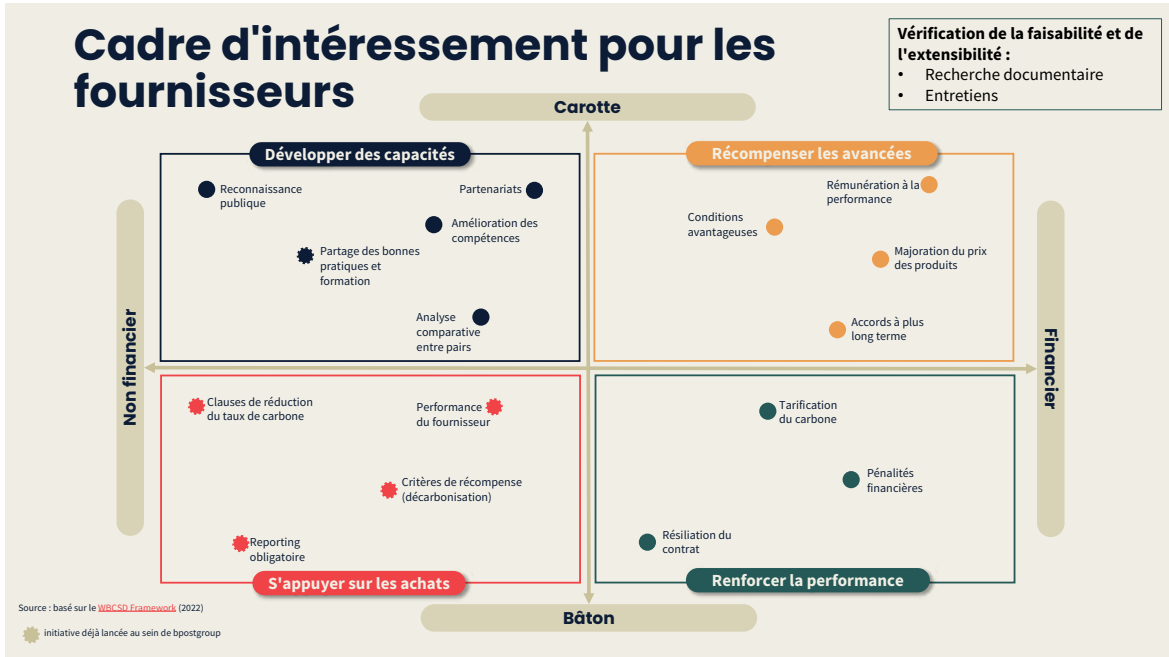 Cadre d'intéressement pour les
fournisseurs
Vérification de la faisabilité et de
l'extensibilité :
• Recherche documentaire
• Entretiens
Carotte
Développer des capacités
Reconnaissance
publique
Partenariats
Amélioration des
compétences
Partage des bonnes
pratiques et
formation
Analyse
comparative
entre pairs
Récompenser les avancées
Rémunération à la
performance
Conditions
avantageuses
Majoration du prix
des produits
Accords à plus
long terme
Non financier
Financier
Clauses de réduction
du taux de carbone
Performance
du fournisseur
Critères de récompense
(décarbonisation)
Reporting
obligatoire
S'appuyer sur les achats
Tarification
du carbone
Pénalités
financières
Résiliation du
contrat
Renforcer la performance
Bâton
Source : basé sur le WBCSD Framework (2022)
initiative déjà lancée au sein de bpostgroup